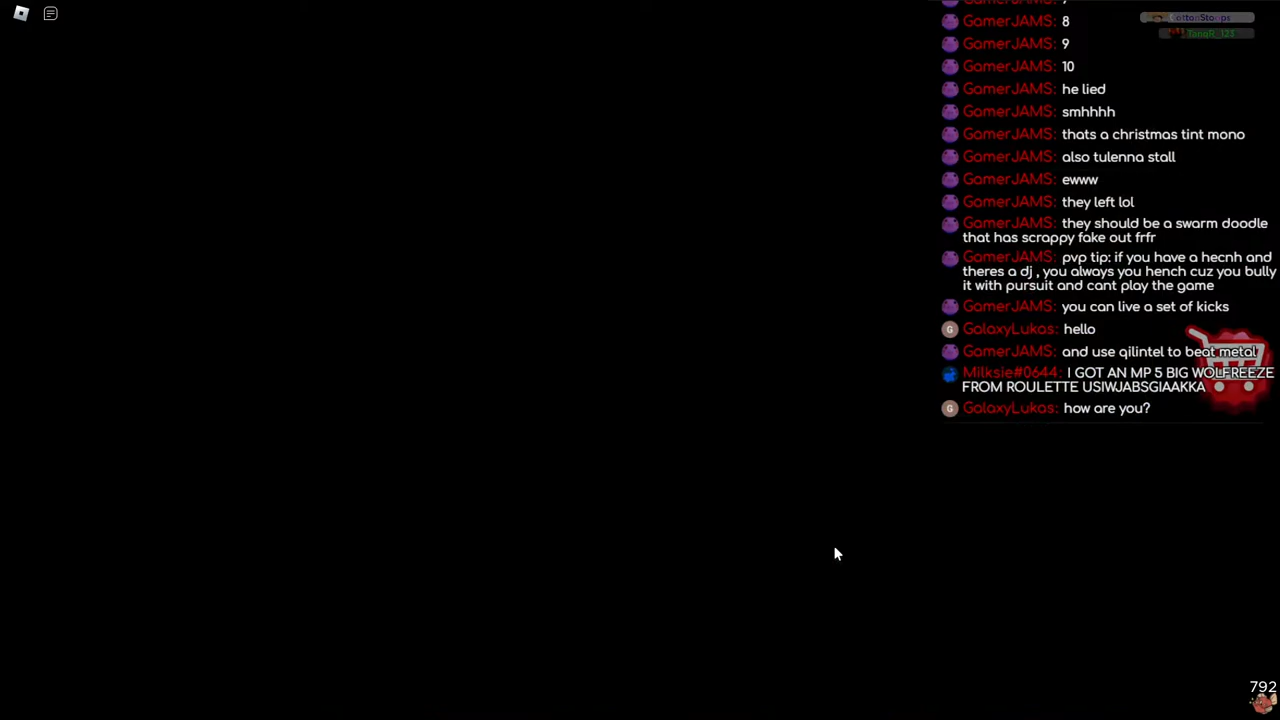 GamerJAMS: 7
GamerJAMS: 8
GamerJAMS: 9
GamerJAMS: 10
GamerJAMS: he lied
GamerJAMS: smhhhh
GamerJAMS: thats a christmas tint mono
GamerJAMS: also tulenna stall
GamerJAMS: ewww
GamerJAMS: they left lol
GamerJAMS: they should be a swarm doodle
that has scrappy fake out frfr
GamerJAMS: pvp tip: if you have a hecnh and
theres a dj , you always you hench cuz you bully
it with pursuit and cant play the game
GamerJAMS: you can live a set of kicks
G GalaxyLukas: hello
GamerJAMS: and use qilintel to beat metal
Milksie#0644: I GOT AN MP 5 BIG WOLFREEZE
FROM ROULETTE USIWJABSGIAAKKA
G GalaxyLukas: how are you?
TanqR_123
792